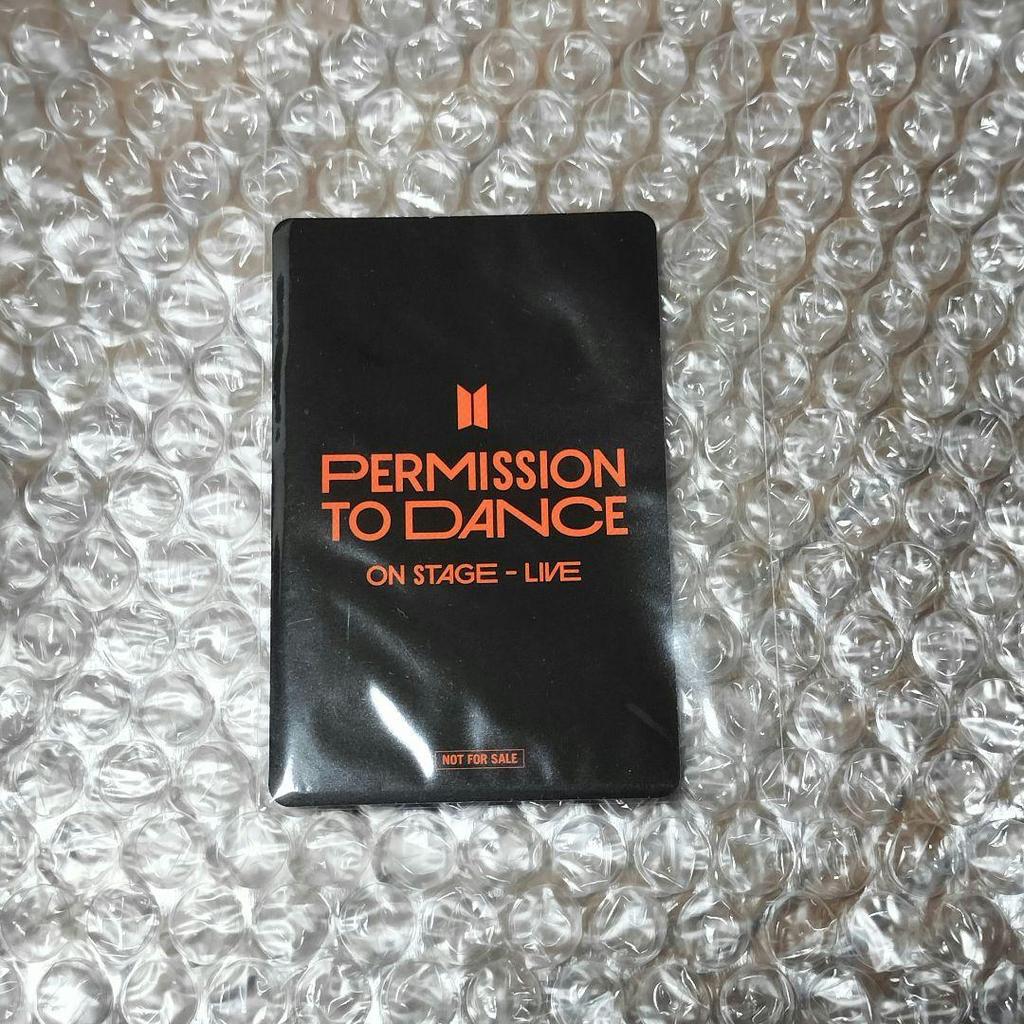 PERMISSION
TO DANCE
ON STAGE - LIVE
NOT FOR SALE